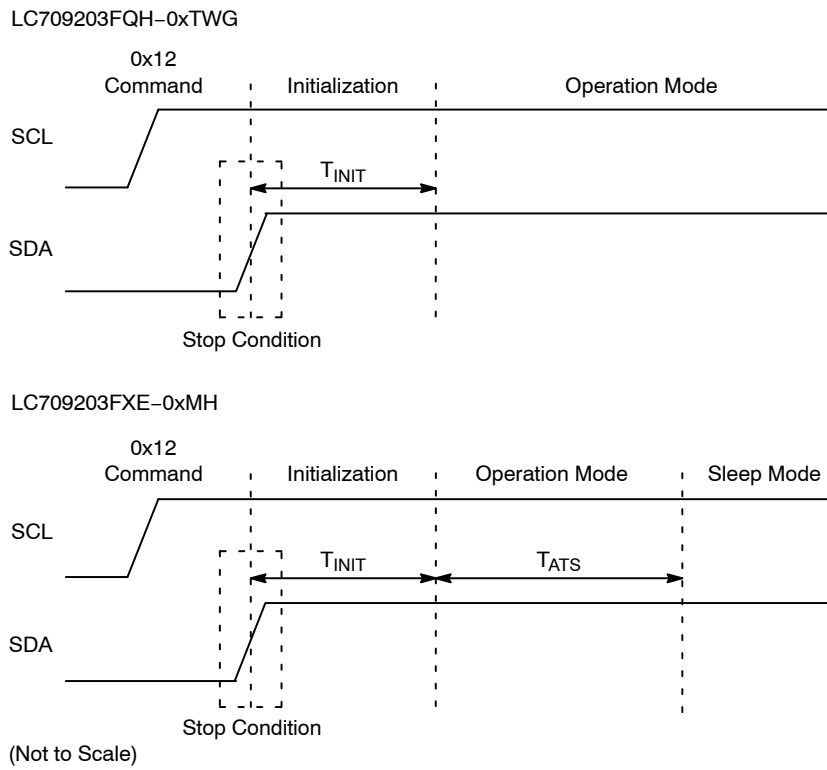 LC709203FQH−0xTWG
0x12
Command
Initialization
Operation Mode
SCL
TINIT
SDA
Stop Condition
LC709203FXE−0xMH
0x12
Command
Initialization
Operation Mode
Sleep Mode
SCL
TINIT
TATS
SDA
Stop Condition
(Not to Scale)